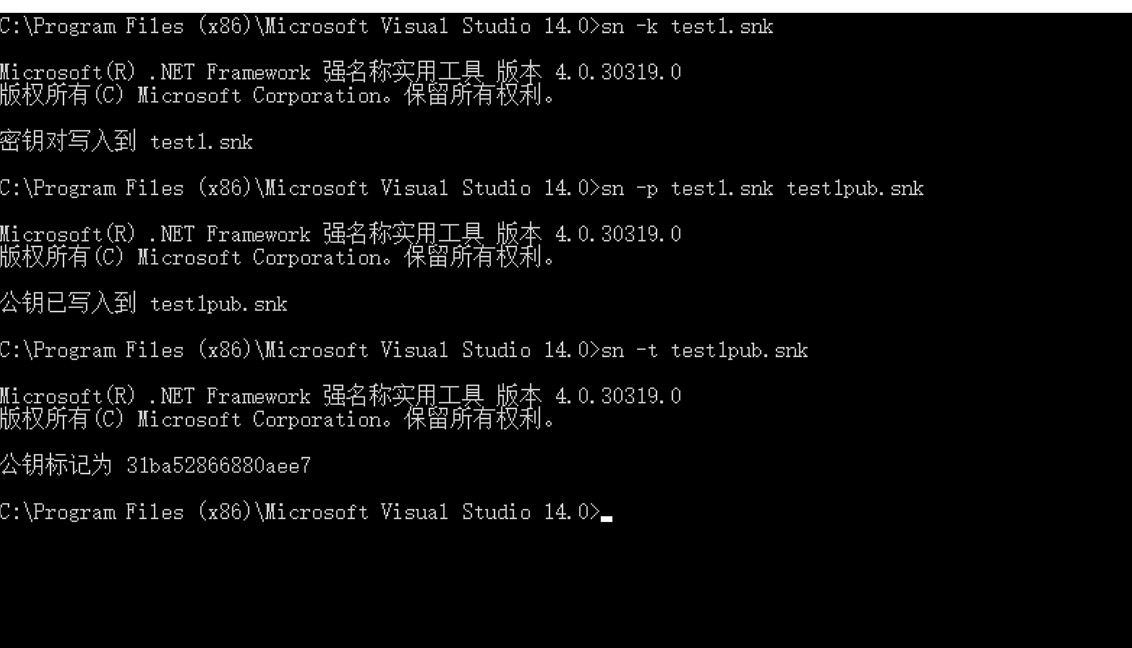 C:\Program Files (x86)\Microsoft Visual Studio 14.0>sn -k test1.snk
Microsoft(R) .NET Framework 强名称实用工具 版本 4.0.30319.0
版权所有(C) Microsoft Corporation。保留所有权利。
密钥对写入到 test1.snk
C:\Program Files (x86)\Microsoft Visual Studio 14.0>sn -p test1.snk test1pub.snk
Microsoft(R) .NET Framework 强名称实用工具 版本 4.0.30319.0
版权所有(C) Microsoft Corporation。保留所有权利。
公钥已写入到 test1pub.snk
C:\Program Files (x86)\Microsoft Visual Studio 14.0>sn -t test1pub.snk
Microsoft(R) .NET Framework 强名称实用工具 版本 4.0.30319.0
版权所有(C) Microsoft Corporation。保留所有权利。
公钥标记为 31ba52866880aee7
C:\Program Files (x86)\Microsoft Visual Studio 14.0>